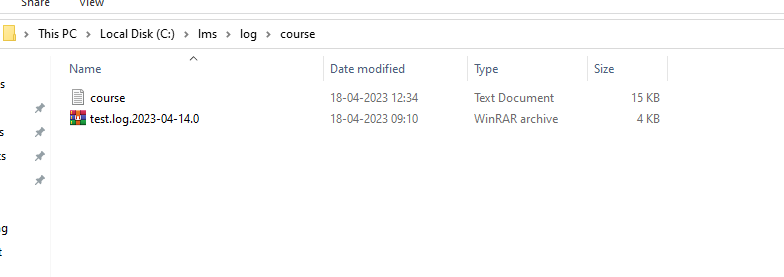 Share View
This PC > Local Disk (C:) > lms > log > course
Name Date modified Type Size
course 18-04-2023 12:34 Text Document 15 KB
test.log.2023-04-14.0 18-04-2023 09:10 WinRAR archive 4 KB